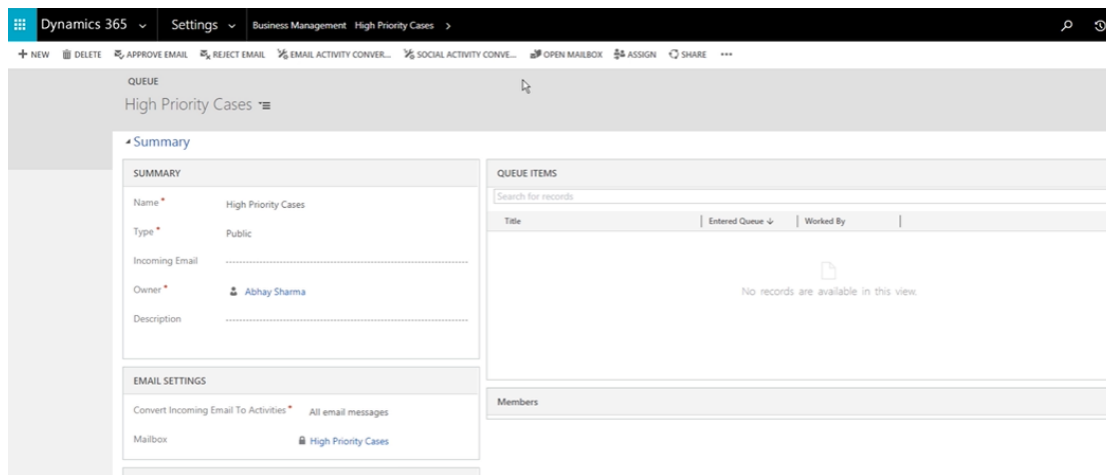 Dynamics 365 Settings Business Management High Priority Cases >
+ NEW DELETE APPROVE EMAIL REJECT EMAIL EMAIL ACTIVITY CONVER... SOCIAL ACTIVITY CONVE... OPEN MAILBOX ASSIGN SHARE •••
QUEUE
High Priority Cases
Summary
SUMMARY
Name*
High Priority Cases
Type*
Public
Incoming Email
Owner*
Abhay Sharma
Description
EMAIL SETTINGS
Convert Incoming Email To Activities*
All email messages
Mailbox
High Priority Cases
QUEUE ITEMS
Search for records
Title Entered Queue ↓ Worked By
No records are available in this view.
Members